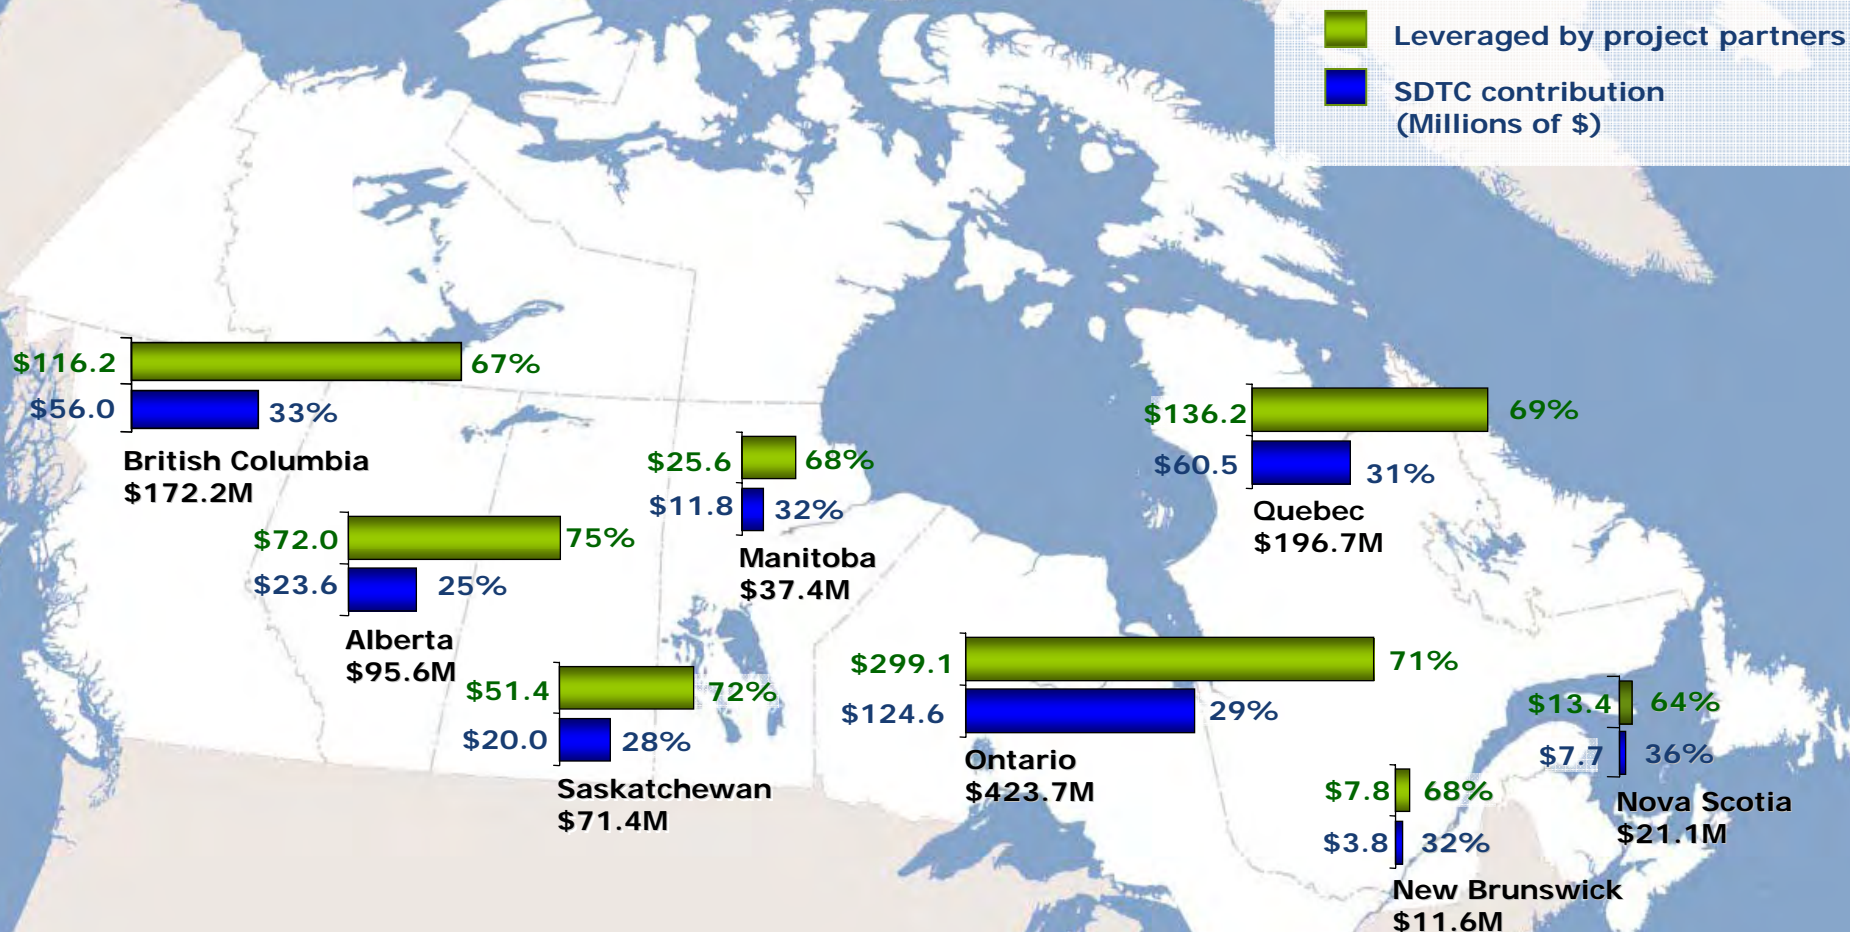 Leveraged by project partners
SDTC contribution
(Millions of $)
$116.2 67%
$56.0 33%
British Columbia
$172.2M
$72.0 75%
$23.6 25%
Alberta
$95.6M
$51.4 72%
$20.0 28%
Saskatchewan
$71.4M
$25.6 68%
$11.8 32%
Manitoba
$37.4M
$299.1 71%
$124.6 29%
Ontario
$423.7M
$136.2 69%
$60.5 31%
Quebec
$196.7M
$7.8 68%
$3.8 32%
New Brunswick
$11.6M
$13.4 64%
$7.7 36%
Nova Scotia
$21.1M